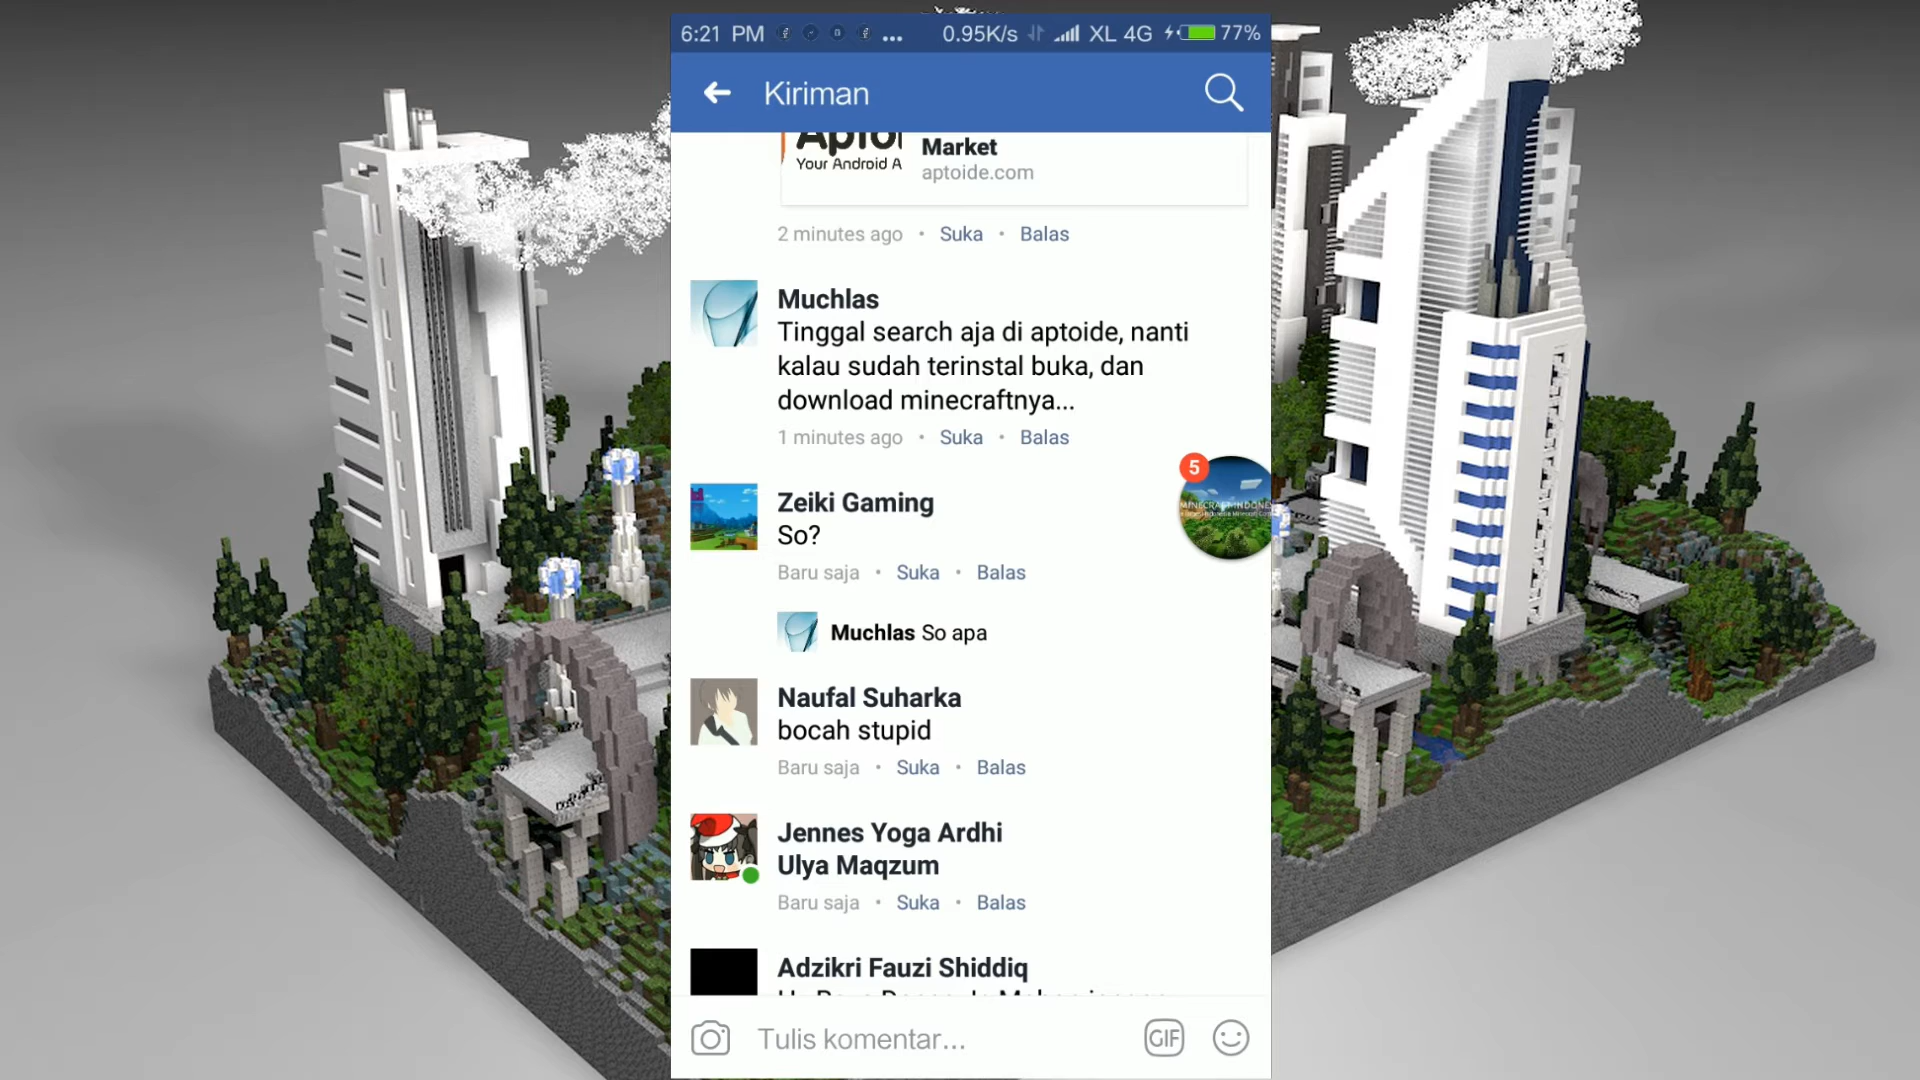 6:21 PM ... 0.95K/s XL 4G 77%
Kiriman
Your Android A
Market
aptoide.com
2 minutes ago • Suka • Balas
Muchlas
Tinggal search aja di aptoide, nanti
kalau sudah terinstal buka, dan
download minecraftnya...
1 minutes ago • Suka • Balas
5
Zeiki Gaming
So?
Baru saja • Suka • Balas
Muchlas So apa
Naufal Suharka
bocah stupid
Baru saja • Suka • Balas
Jennes Yoga Ardhi
Ulya Maqzum
Baru saja • Suka • Balas
Adzikri Fauzi Shiddiq
Tulis komentar...
GIF